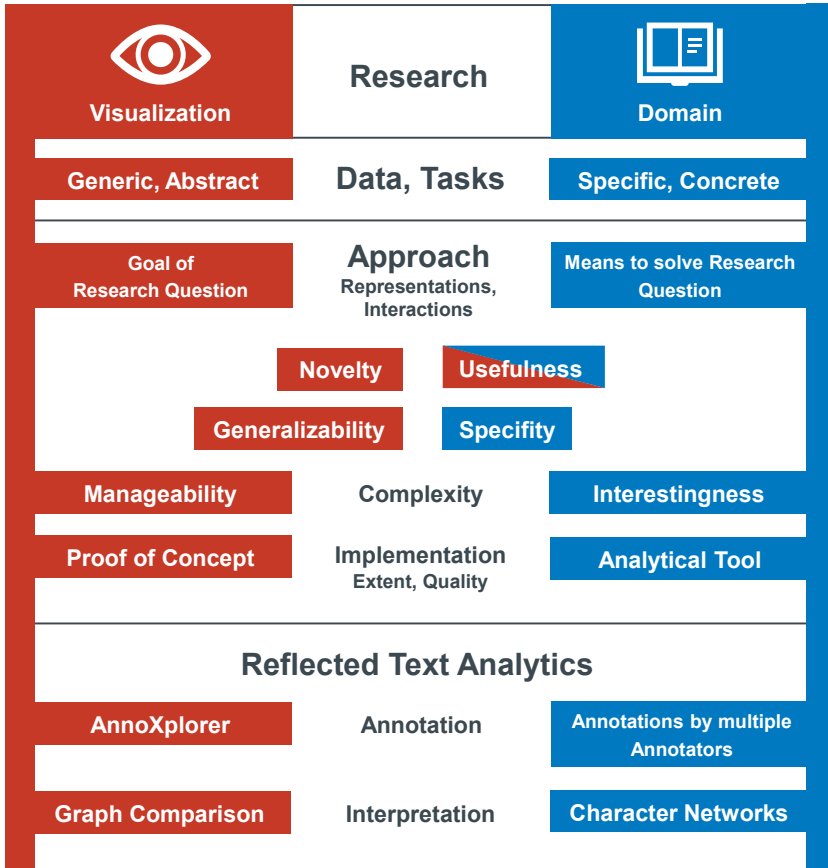 Visualization
Research
Domain
Generic, Abstract
Data, Tasks
Specific, Concrete
Goal of
Research Question
Approach
Representations,
Interactions
Means to solve Research
Question
Novelty
Usefulness
Generalizability
Specifity
Manageability
Complexity
Interestingness
Proof of Concept
Implementation
Extent, Quality
Analytical Tool
Reflected Text Analytics
AnnoXplorer
Annotation
Annotations by multiple
Annotators
Graph Comparison
Interpretation
Character Networks